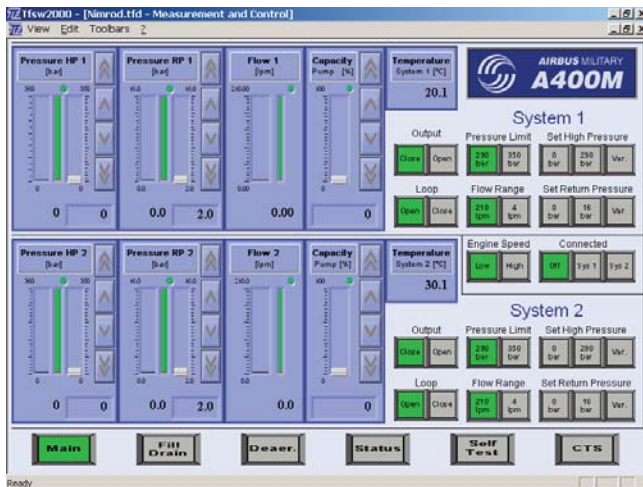 Tfsw2000 - [Nimrod.tfd - Measurement and Control]
View Edit Toolbars ?
Pressure HP 1 [bar]
Pressure RP 1 [bar]
Flow 1 [lpm]
Capacity Pump [%]
Temperature System 1 [°C]
20.1
0 0 0.0 2.0 0.00 0
AIRBUS MILITARY
A400M
System 1
Output Pressure Limit Set High Pressure
Close Open 290 bar 350 bar 0 bar 290 bar Var.
Loop Flow Range Set Return Pressure
Open Close 210 lpm 4 lpm 0 bar 16 bar Var.
Engine Speed Connected
Low High Off Sys 1 Sys 2
Pressure HP 2 [bar]
Pressure RP 2 [bar]
Flow 2 [lpm]
Capacity Pump [%]
Temperature System 2 [°C]
30.1
0 0 0.0 2.0 0.0 0
System 2
Output Pressure Limit Set High Pressure
Close Open 290 bar 350 bar 0 bar 290 bar Var.
Loop Flow Range Set Return Pressure
Open Close 210 lpm 4 lpm 0 bar 16 bar Var.
Main Fill Drain Deaer. Status Self Test CTS
Ready